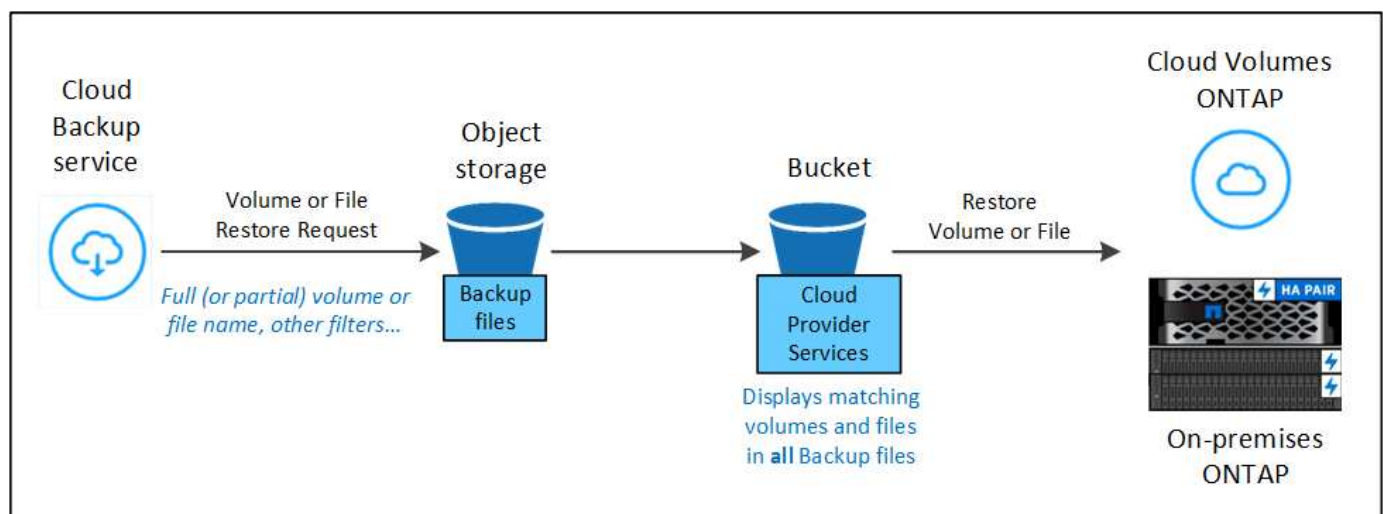 Cloud
Backup
service
Volume or File
Restore Request
Full (or partial) volume or
file name, other filters...
Object
storage
Backup
files
Bucket
Cloud
Provider
Services
Displays matching
volumes and files
in all Backup files
Restore
Volume or File
Cloud Volumes
ONTAP
HA PAIR
On-premises
ONTAP